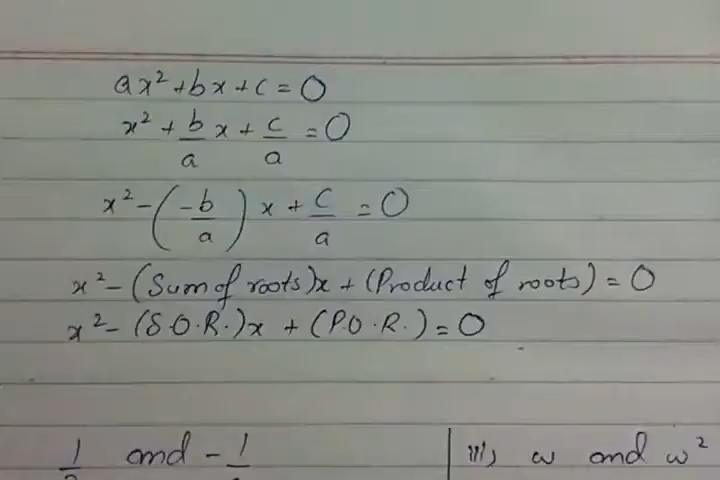 ax² + bx + c = 0
x² + b/a x + c/a = 0
x² - (-b/a) x + c/a = 0
x² - (Sum of roots)x + (Product of roots) = 0
x² - (S.O.R.)x + (P.O.R.) = 0
and -
iii, ω and ω²